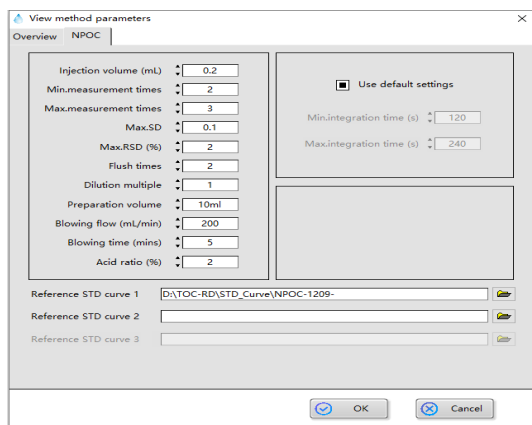 View method parameters
Overview NPOC
Injection volume (mL) 0.2
Min.measurement times 2
Max.measurement times 3
Max.SD 0.1
Max.RSD (%) 2
Flush times 2
Dilution multiple 1
Preparation volume 10ml
Blowing flow (mL/min) 200
Blowing time (mins) 5
Acid ratio (%) 2
Use default settings
Min.integration time (s) 120
Max.integration time (s) 240
Reference STD curve 1 D:\TOC-RD\STD_Curve\NPOC-1209-
Reference STD curve 2
Reference STD curve 3
OK Cancel